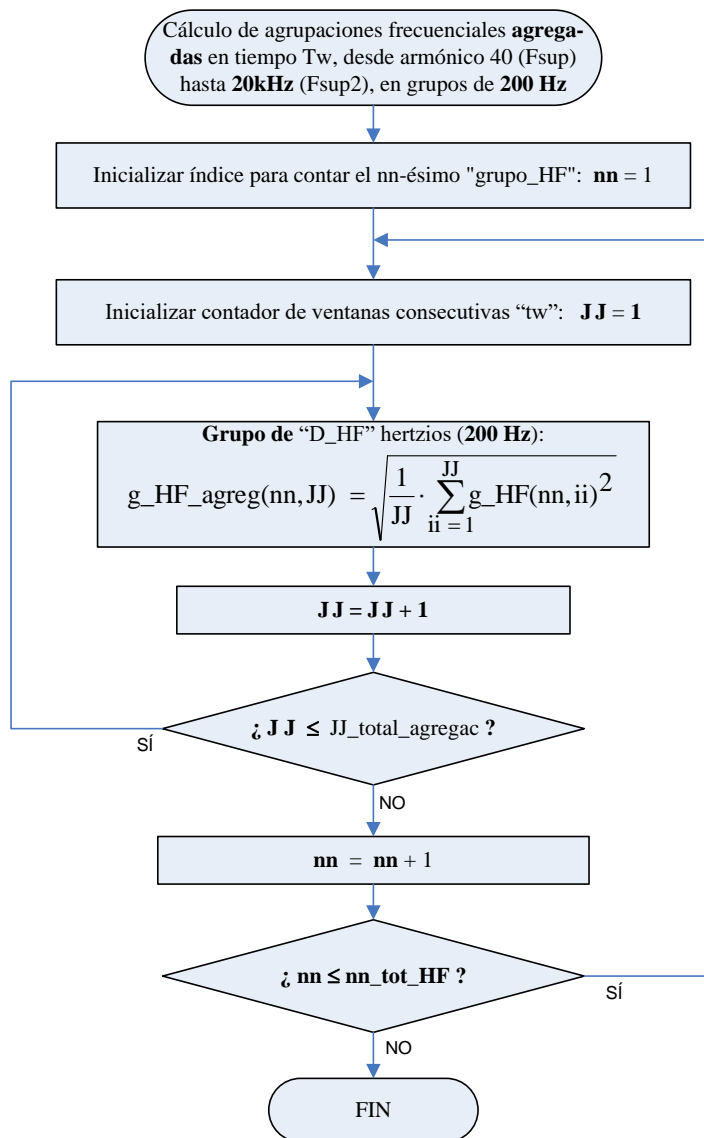 Cálculo de agrupaciones frecuenciales agrega-
das en tiempo Tw, desde armónico 40 (Fsup)
hasta 20kHz (Fsup2), en grupos de 200 Hz
Inicializar índice para contar el nn-ésimo "grupo_HF": nn = 1
Inicializar contador de ventanas consecutivas “tw”: JJ = 1
Grupo de “D_HF” hertzios (200 Hz):
g_HF_agreg(nn, JJ) = √(1/JJ · ∑_{ii = 1}^{JJ} g_HF(nn, ii)²)
JJ = JJ + 1
¿ JJ ≤ JJ_total_agregac ?
SÍ
NO
nn = nn + 1
¿ nn ≤ nn_tot_HF ?
SÍ
NO
FIN